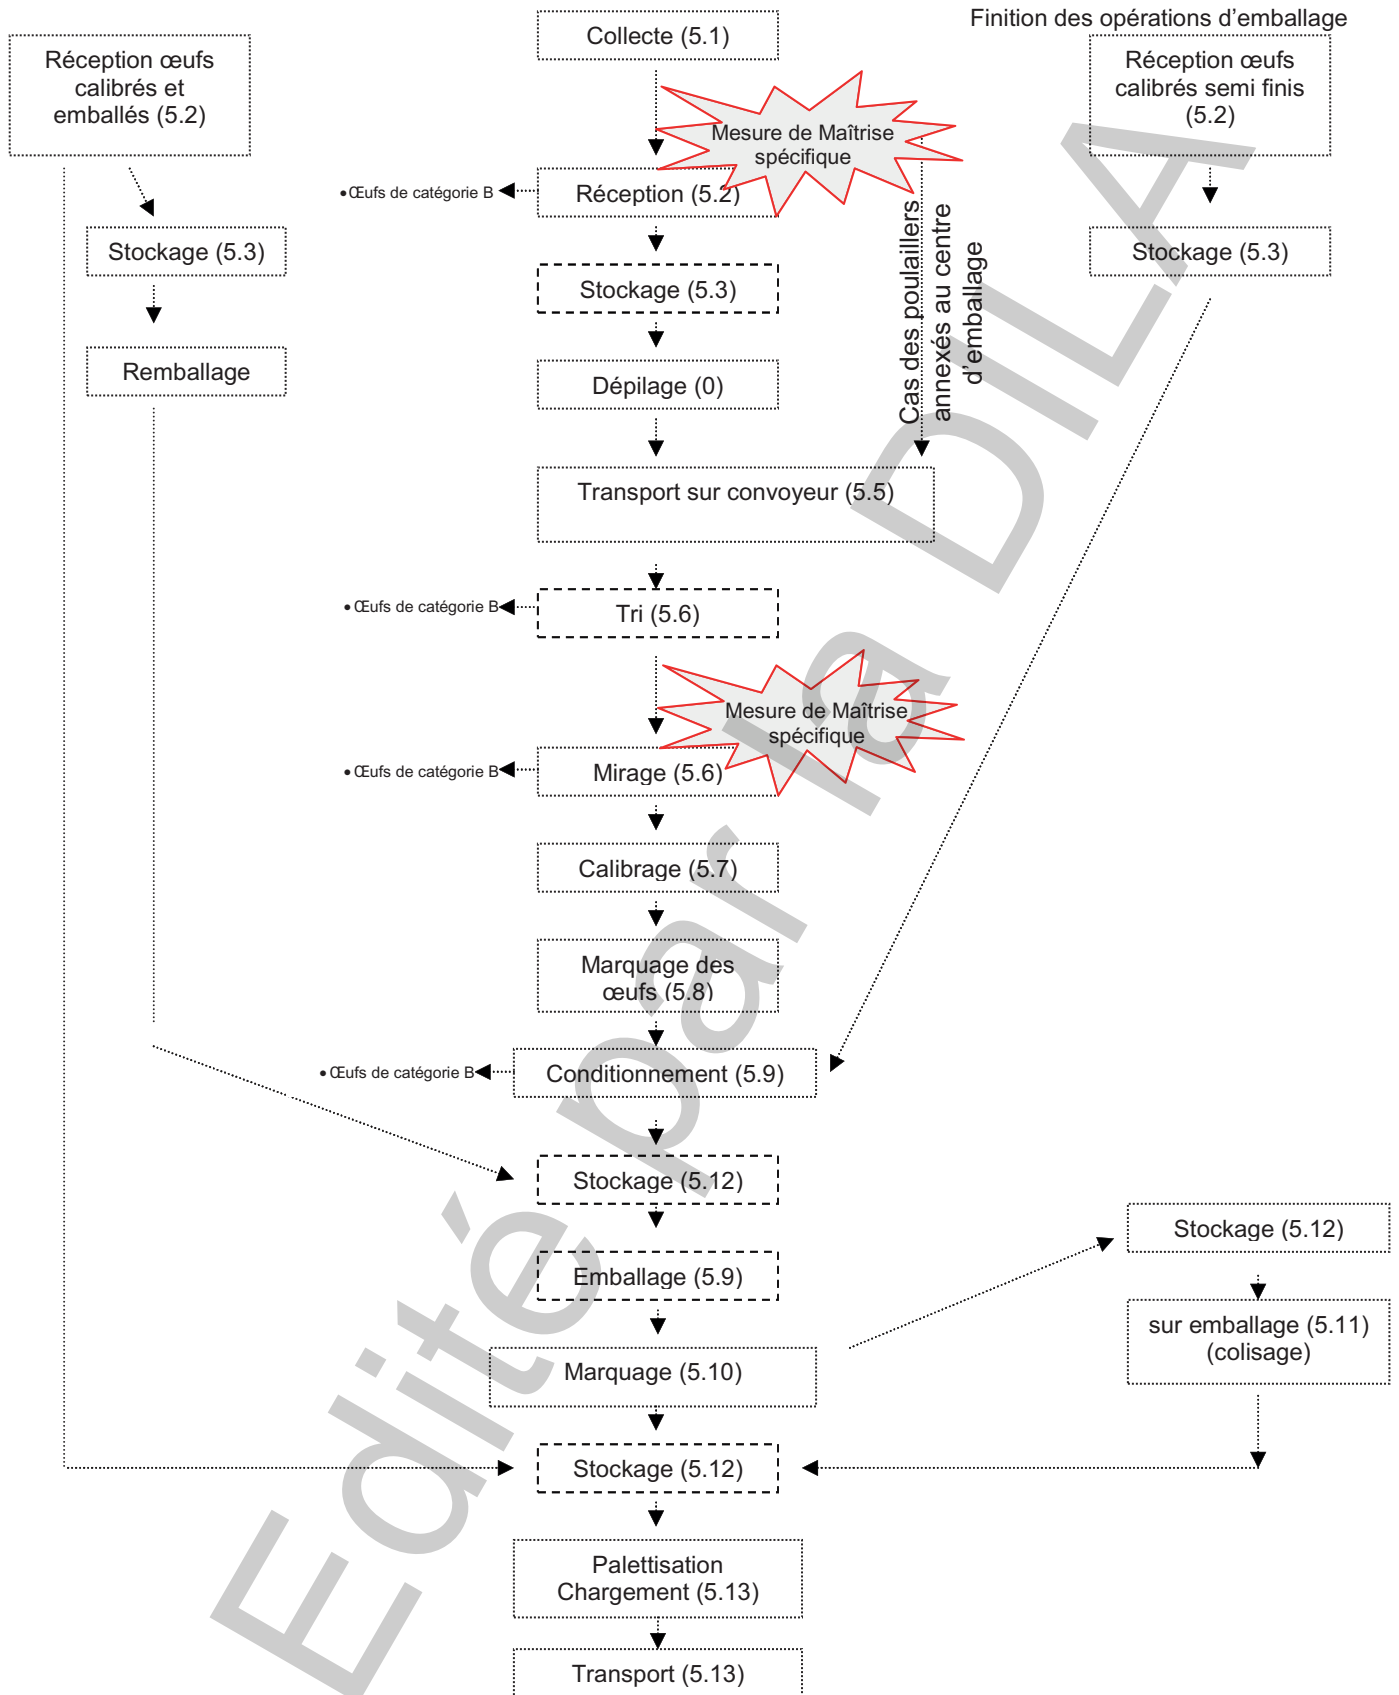 Finition des opérations d’emballage
Réception œufs
calibrés et
emballés (5.2)
Stockage (5.3)
Remballage
Collecte (5.1)
Mesure de Maîtrise
spécifique
• Œufs de catégorie B
Réception (5.2)
Stockage (5.3)
Dépilage (0)
Cas des poulaillers
annexés au centre
d’emballage
Transport sur convoyeur (5.5)
• Œufs de catégorie B
Tri (5.6)
Mesure de Maîtrise
spécifique
• Œufs de catégorie B
Mirage (5.6)
Calibrage (5.7)
Marquage des
œufs (5.8)
• Œufs de catégorie B
Conditionnement (5.9)
Stockage (5.12)
Emballage (5.9)
Marquage (5.10)
Stockage (5.12)
Palettisation
Chargement (5.13)
Transport (5.13)
Réception œufs
calibrés semi finis
(5.2)
Stockage (5.3)
Stockage (5.12)
sur emballage (5.11)
(colisage)
Edité par la DILA